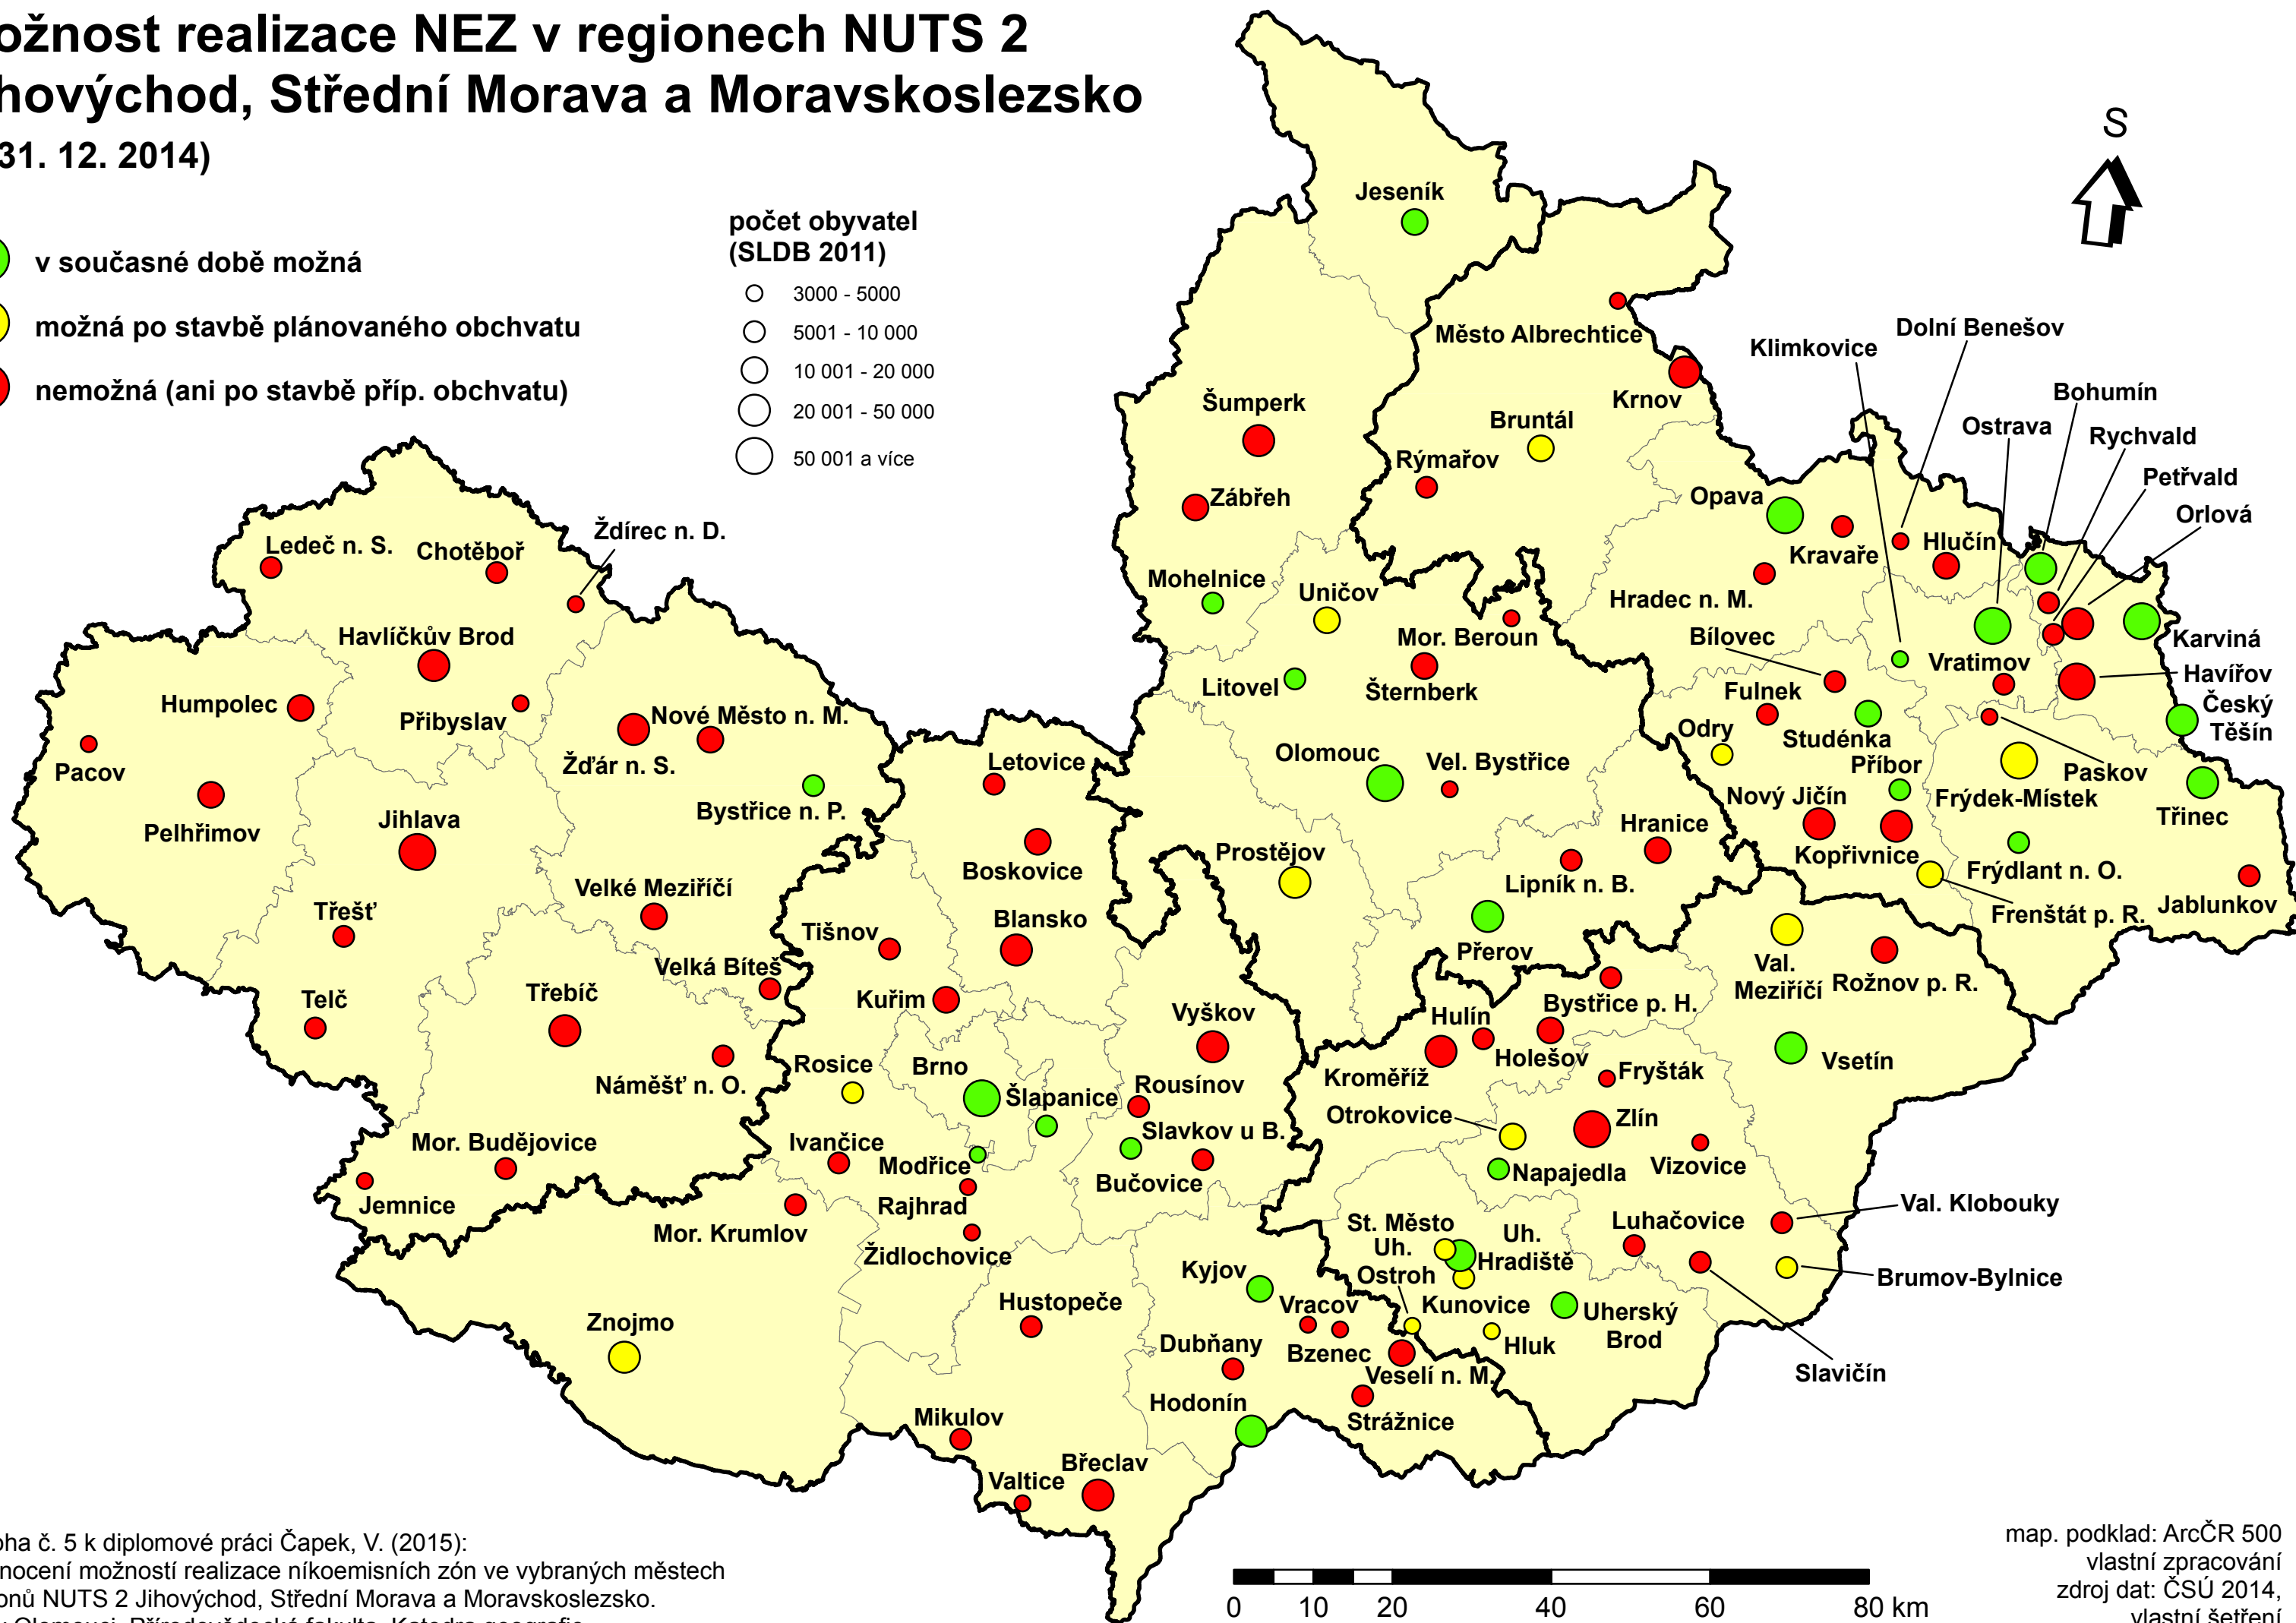 ožnost realizace NEZ v regionech NUTS 2
hovýchod, Střední Morava a Moravskoslezsko
31. 12. 2014)
S
v současné době možná
možná po stavbě plánovaného obchvatu
nemožná (ani po stavbě příp. obchvatu)
počet obyvatel
(SLDB 2011)
3000 - 5000
5001 - 10 000
10 001 - 20 000
20 001 - 50 000
50 001 a více
Jeseník
Město Albrechtice
Krnov
Šumperk
Bruntál
Rýmařov
Zábřeh
Klimkovice
Dolní Benešov
Bohumín
Ostrava
Rychvald
Petřvald
Orlová
Opava
Kravaře
Hlučín
Hradec n. M.
Bílovec
Vratimov
Karviná
Havířov
Český
Těšín
Fulnek
Odry
Studénka
Příbor
Paskov
Frýdek-Místek
Třinec
Nový Jičín
Kopřivnice
Frýdlant n. O.
Frenštát p. R.
Jablunkov
Mohelnice
Uničov
Mor. Beroun
Šternberk
Litovel
Olomouc
Vel. Bystřice
Hranice
Prostějov
Lipník n. B.
Přerov
Ledeč n. S.
Chotěboř
Ždírec n. D.
Havlíčkův Brod
Humpolec
Přibyslav
Nové Město n. M.
Žďár n. S.
Pacov
Pelhřimov
Jihlava
Bystřice n. P.
Letovice
Boskovice
Velké Meziříčí
Třešť
Tišnov
Blansko
Velká Bíteš
Telč
Třebíč
Kuřim
Vyškov
Náměšť n. O.
Rosice
Brno
Šlapanice
Rousínov
Slavkov u B.
Mor. Budějovice
Ivančice
Modřice
Bučovice
Jemnice
Rajhrad
Mor. Krumlov
Židlochovice
Znojmo
Hustopeče
Kyjov
Vracov
Dubňany
Bzenec
Veselí n. M.
Hodonín
Strážnice
Mikulov
Valtice
Břeclav
Val.
Meziříčí
Rožnov p. R.
Bystřice p. H.
Hulín
Holešov
Kroměříž
Fryšták
Vsetín
Otrokovice
Zlín
Napajedla
Vizovice
Val. Klobouky
Luhačovice
St. Město
Uh.
Hradiště
Uh.
Ostroh
Kunovice
Brumov-Bylnice
Hluk
Uherský
Brod
Slavičín
oha č. 5 k diplomové práci Čapek, V. (2015):
nocení možností realizace níkoemisních zón ve vybraných městech
onů NUTS 2 Jihovýchod, Střední Morava a Moravskoslezsko.
0 10 20 40 60 80 km
map. podklad: ArcČR 500
vlastní zpracování
zdroj dat: ČSÚ 2014,
vlastní šetření